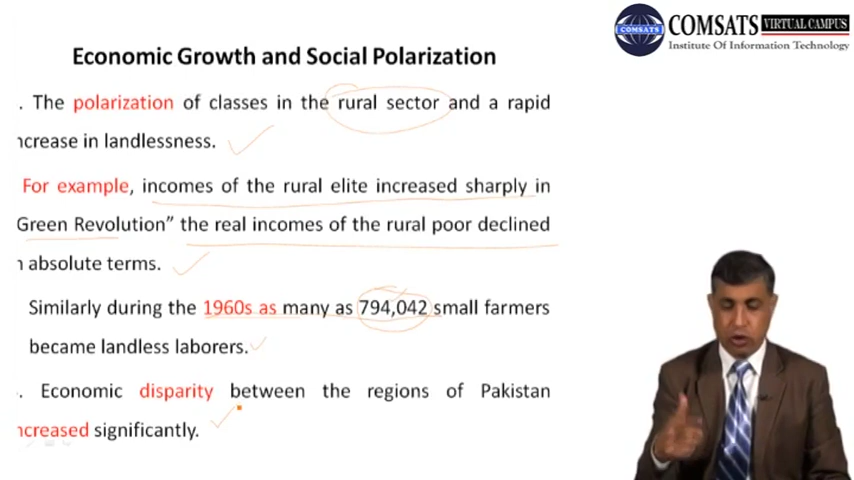 COMSATS VIRTUAL CAMPUS
Institute Of Information Technology
Economic Growth and Social Polarization
. The polarization of classes in the rural sector and a rapid
ncrease in landlessness.
For example, incomes of the rural elite increased sharply in
Green Revolution” the real incomes of the rural poor declined
n absolute terms.
Similarly during the 1960s as many as 794,042 small farmers
became landless laborers.
. Economic disparity between the regions of Pakistan
ncreased significantly.